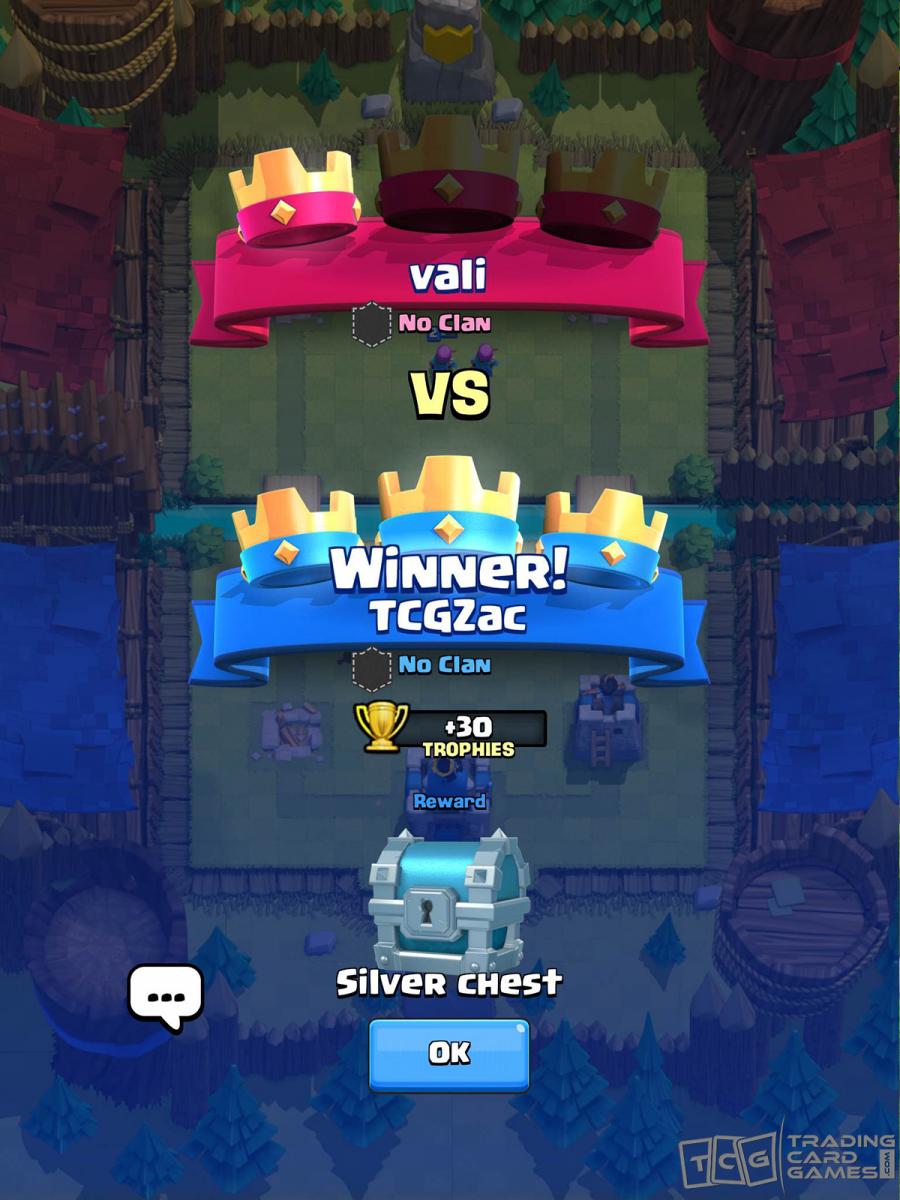 vali
No Clan
VS
Winner!
TCGZac
No Clan
+30
TROPHIES
Reward
Silver Chest
...
OK
TCG TRADING
CARD
GAMES.COM